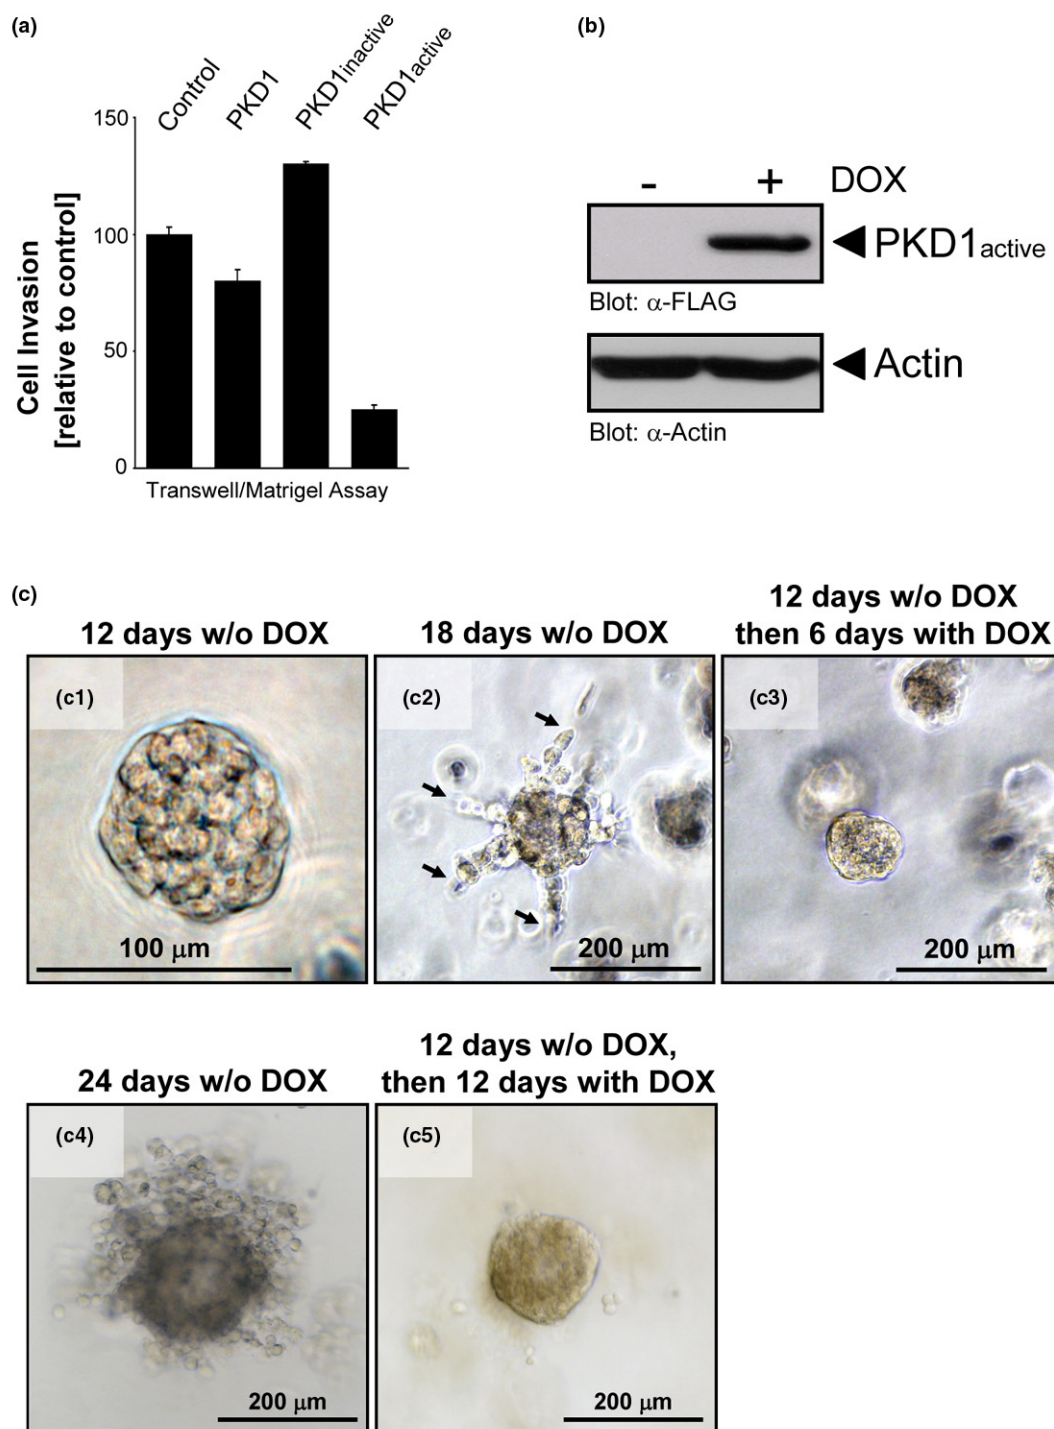 (a)
Control
PKD1
PKD1inactive
PKD1active
150
100
50
0
Cell Invasion
[relative to control]
Transwell/Matrigel Assay
(b)
- + DOX
PKD1active
Blot: α-FLAG
Actin
Blot: α-Actin
(c)
12 days w/o DOX
(c1)
100 μm
18 days w/o DOX
(c2)
200 μm
12 days w/o DOX
then 6 days with DOX
(c3)
200 μm
24 days w/o DOX
(c4)
200 μm
12 days w/o DOX,
then 12 days with DOX
(c5)
200 μm